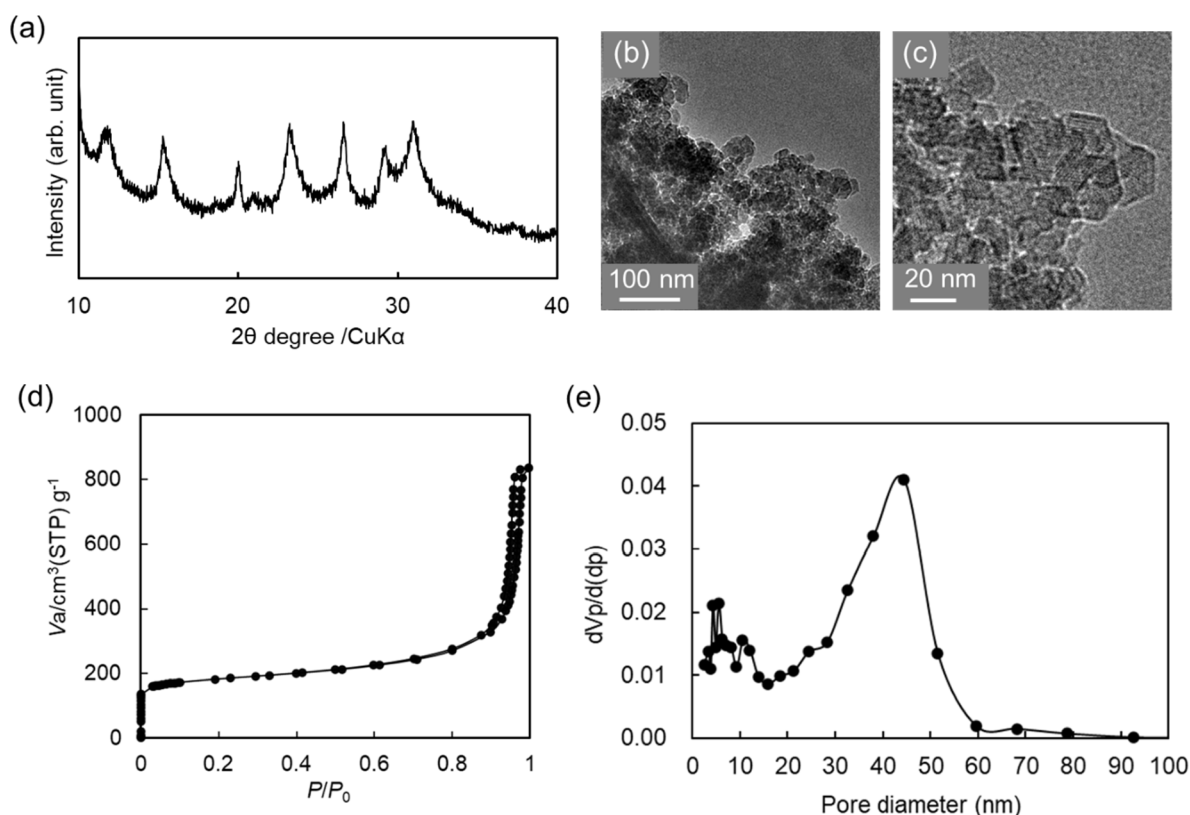 (a)
Intensity (arb. unit)
10 20 30 40
2θ degree /CuKα
(b)
100 nm
(c)
20 nm
(d)
Va/cm³(STP) g⁻¹
1000
800
600
400
200
0
0 0.2 0.4 0.6 0.8 1
P/P₀
(e)
dVp/d(dp)
0.05
0.04
0.03
0.02
0.01
0.00
0 10 20 30 40 50 60 70 80 90 100
Pore diameter (nm)